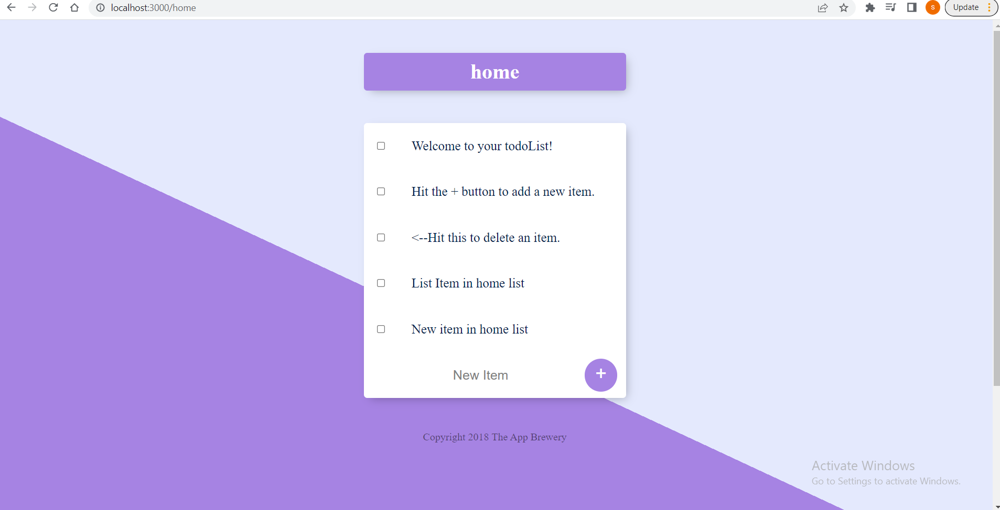 localhost:3000/home
S
Update
home
Welcome to your todoList!
Hit the + button to add a new item.
<--Hit this to delete an item.
List Item in home list
New item in home list
New Item
+
Copyright 2018 The App Brewery
Activate Windows
Go to Settings to activate Windows.